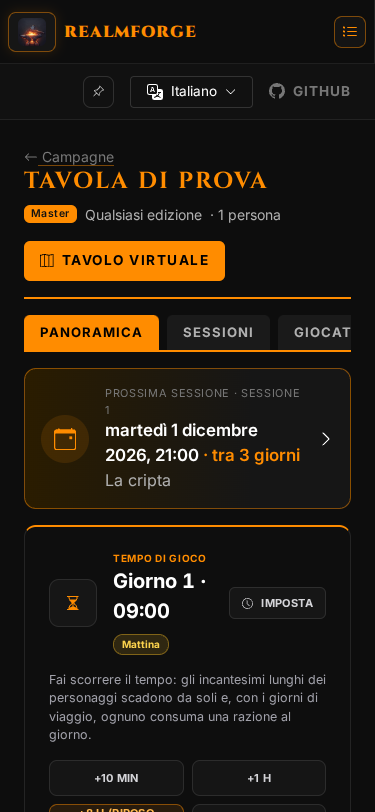 REALMFORGE
Italiano
GITHUB
← Campagne
TAVOLA DI PROVA
Master Qualsiasi edizione · 1 persona
TAVOLO VIRTUALE
PANORAMICA SESSIONI GIOCAT
PROSSIMA SESSIONE · SESSIONE
1
martedì 1 dicembre
2026, 21:00 · tra 3 giorni
La cripta
TEMPO DI GIOCO
Giorno 1 ·
09:00
IMPOSTA
Mattina
Fai scorrere il tempo: gli incantesimi lunghi dei
personaggi scadono da soli e, con i giorni di
viaggio, ognuno consuma una razione al
giorno.
+10 MIN +1 H
+8 H (RIPOSO